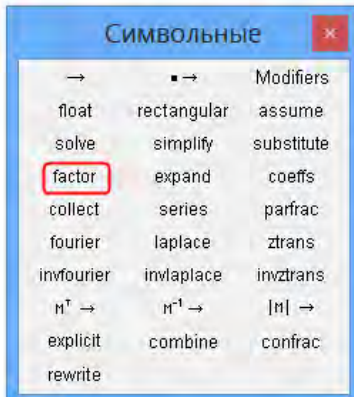 Символьные ×
→ ▪ → Modifiers
float rectangular assume
solve simplify substitute
factor expand coeffs
collect series parfrac
fourier laplace ztrans
invfourier invlaplace invztrans
Mᵀ → M⁻¹ → |M| →
explicit combine confrac
rewrite